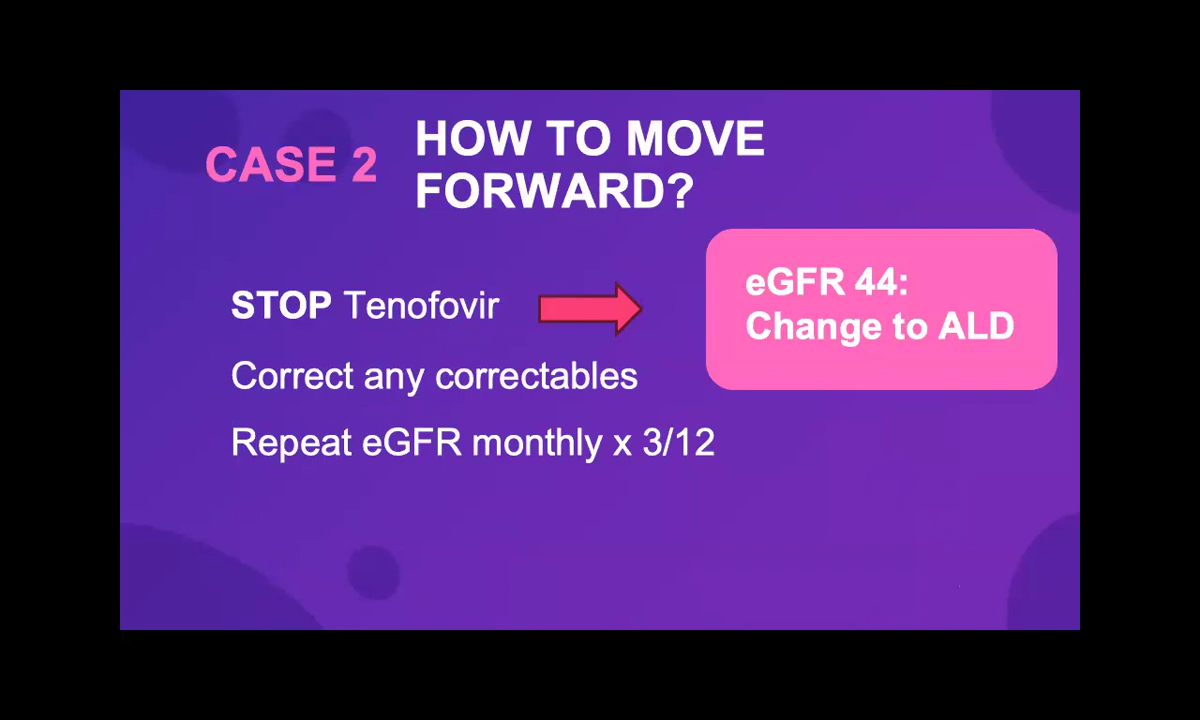 CASE 2
HOW TO MOVE
FORWARD?
STOP Tenofovir
eGFR 44:
Change to ALD
Correct any correctables
Repeat eGFR monthly x 3/12